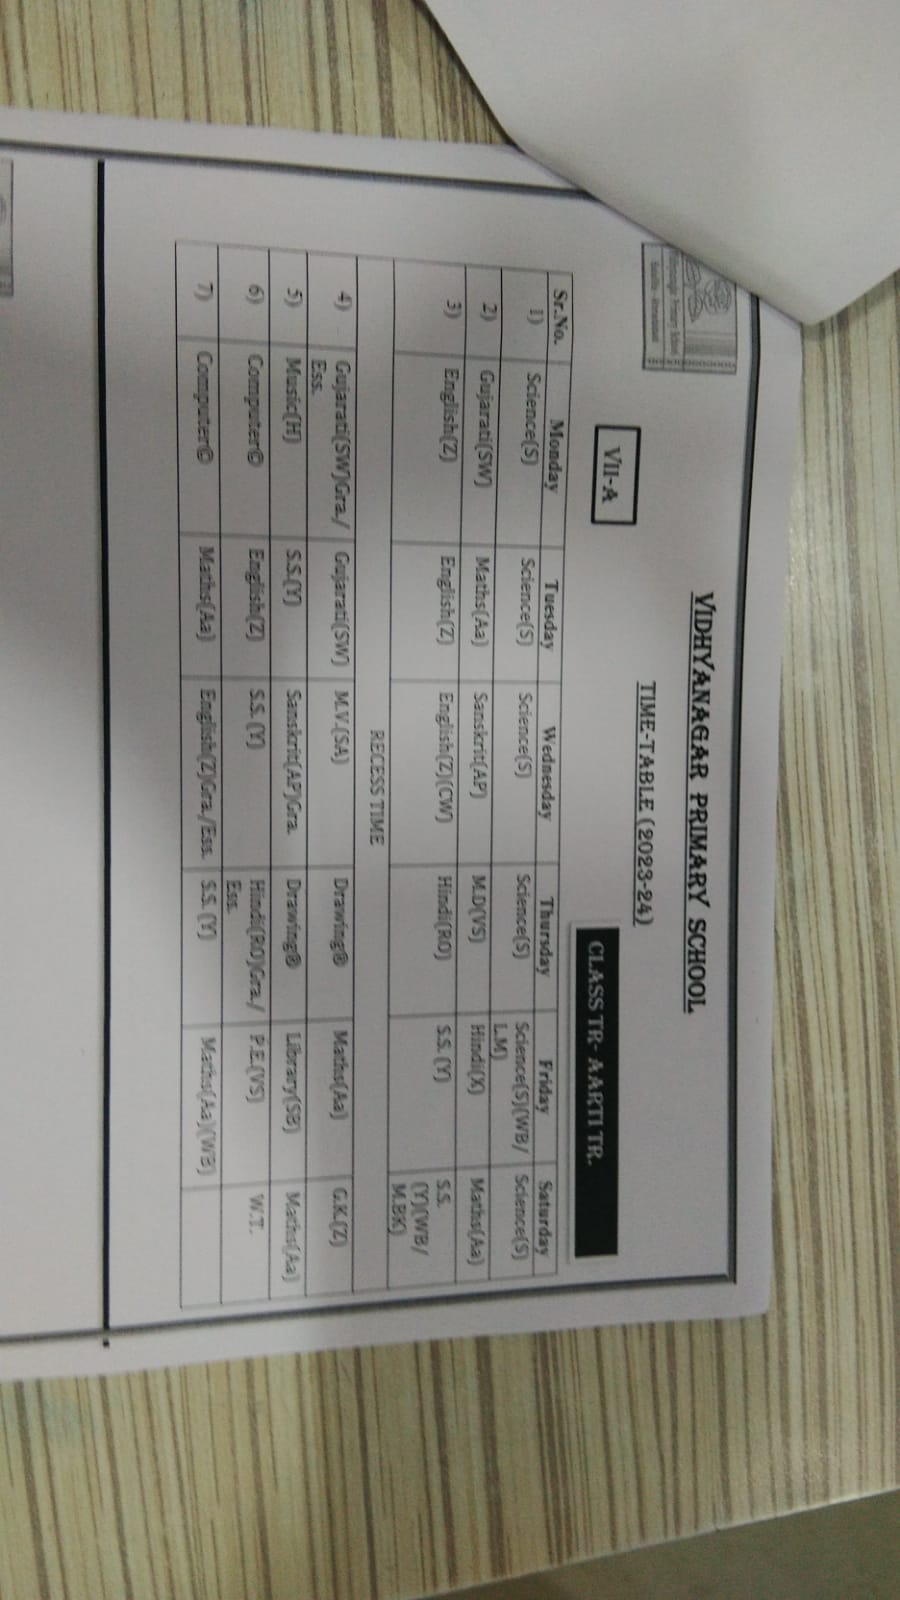 Vidhyanagar Primary School
VIDHYANAGAR PRIMARY SCHOOL
TIME-TABLE (2023-24)
VII-A
CLASS TR- AARTI TR.
Sr.No. Monday Tuesday Wednesday Thursday Friday Saturday
1) Science(S) Science(S) Science(S) Science(S) Science(S)(WB/ Science(S)
L.M)
2) Gujarati(SW) Maths(Aa) Sanskrit(AP) M.D(VS) Hindi(X) Maths(Aa)
3) English(Z) English(Z) English(Z)(CW) Hindi(RO) S.S. (Y) S.S.
(Y)(WB/
M.BK)
RECESS TIME
4) Gujarati(SW)Gra./ Gujarati(SW) M.V.(SA) Drawing® Maths(Aa) G.K.(Z)
Ess.
5) Music(H) S.S.(Y) Sanskrit(AP)Gra. Drawing® Library(SB) Maths(Aa)
6) Computer© English(Z) S.S. (Y) Hindi(RO)Gra./ P.E.(VS) W.T.
Ess.
7) Computer© Maths(Aa) English(Z)Gra./Ess. S.S. (Y) Maths(Aa)(WB)